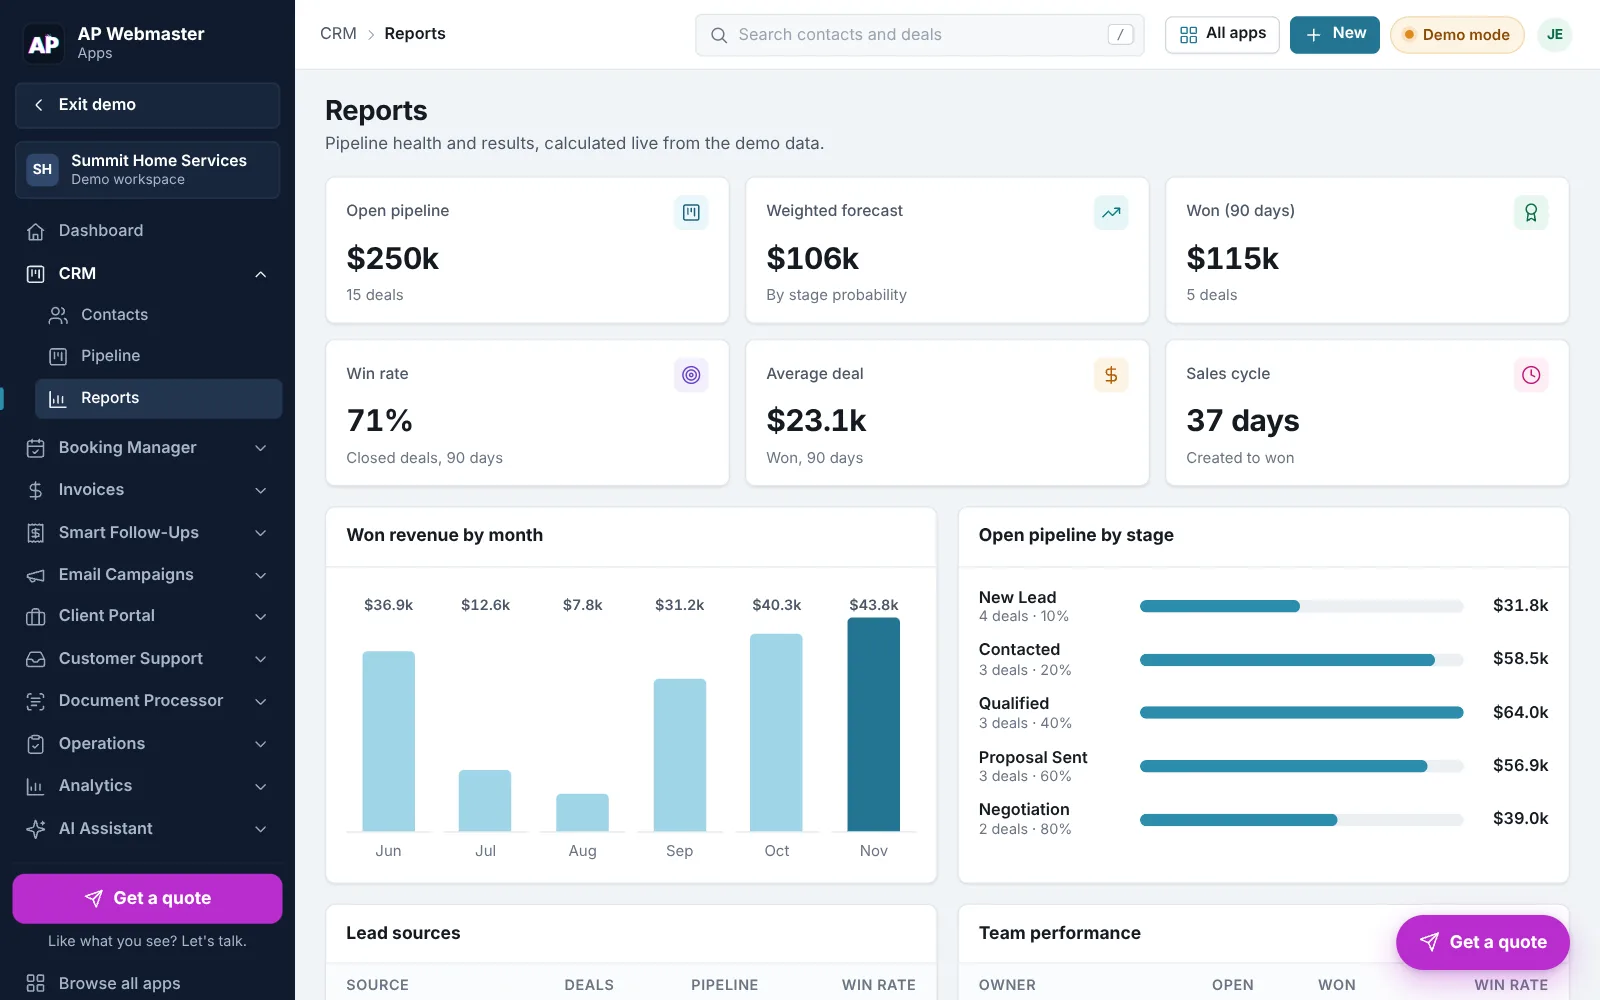 AP
AP Webmaster
Apps
Exit demo
SH
Summit Home Services
Demo workspace
Dashboard
CRM
Contacts
Pipeline
Reports
Booking Manager
Invoices
Smart Follow-Ups
Email Campaigns
Client Portal
Customer Support
Document Processor
Operations
Analytics
AI Assistant
Get a quote
Like what you see? Let's talk.
Browse all apps
CRM
Reports
Search contacts and deals
/
All apps
New
Demo mode
JE
Reports
Pipeline health and results, calculated live from the demo data.
Open pipeline
$250k
15 deals
Weighted forecast
$106k
By stage probability
Won (90 days)
$115k
5 deals
Win rate
71%
Closed deals, 90 days
Average deal
$23.1k
Won, 90 days
Sales cycle
37 days
Created to won
Won revenue by month
$36.9k $12.6k $7.8k $31.2k $40.3k $43.8k
Jun Jul Aug Sep Oct Nov
Open pipeline by stage
New Lead
4 deals · 10%
$31.8k
Contacted
3 deals · 20%
$58.5k
Qualified
3 deals · 40%
$64.0k
Proposal Sent
3 deals · 60%
$56.9k
Negotiation
2 deals · 80%
$39.0k
Lead sources
SOURCE DEALS PIPELINE WIN RATE
Team performance
OWNER OPEN WON WIN RATE
Get a quote